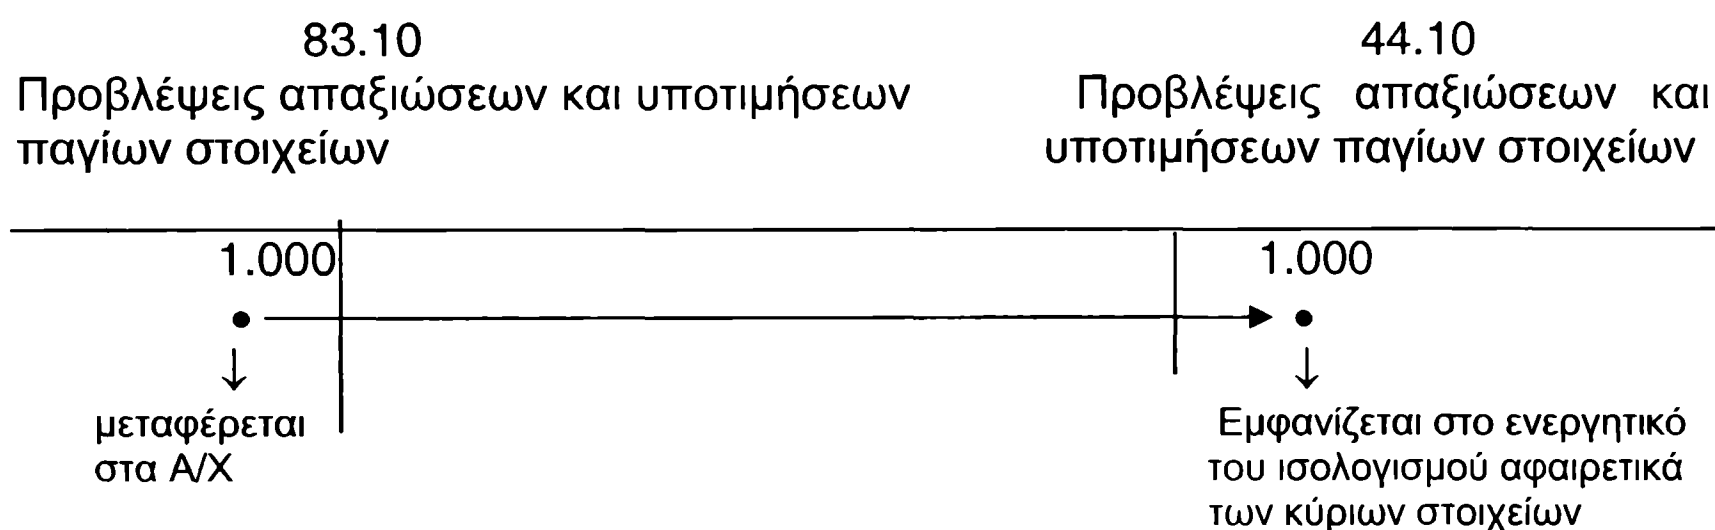 83.10
Προβλέψεις απαξιώσεων και υποτιμήσεων
παγίων στοιχείων
44.10
Προβλέψεις απαξιώσεων και
υποτιμήσεων παγίων στοιχείων
1.000
1.000
μεταφέρεται
στα Α/Χ
Εμφανίζεται στο ενεργητικό
του ισολογισμού αφαιρετικά
των κύριων στοιχείων